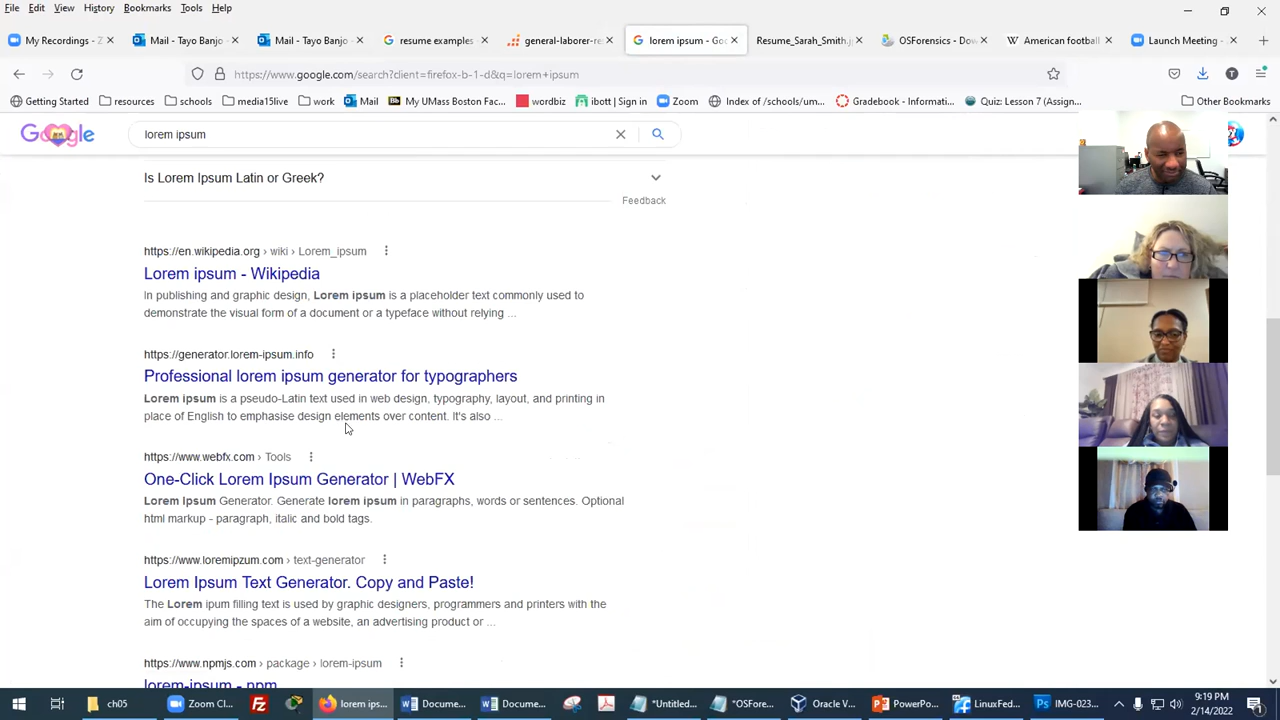 File Edit View History Bookmarks Tools Help
My Recordings - Z
Mail - Tayo Banjo -
Mail - Tayo Banjo -
resume examples -
general-laborer-re
lorem ipsum - Goo
Resume_Sarah_Smith.j
OSForensics - Dow
American football
Launch Meeting - Z
https://www.google.com/search?client=firefox-b-1-d&q=lorem+ipsum
Getting Started resources schools media15live work Mail My UMass Boston Fac... wordbiz ibott | Sign in Zoom Index of /schools/um... Gradebook - Informati... Quiz: Lesson 7 (Assign... Other Bookmarks
lorem ipsum
Is Lorem Ipsum Latin or Greek?
Feedback
https://en.wikipedia.org › wiki › Lorem_ipsum
Lorem ipsum - Wikipedia
In publishing and graphic design, Lorem ipsum is a placeholder text commonly used to
demonstrate the visual form of a document or a typeface without relying ...
https://generator.lorem-ipsum.info
Professional lorem ipsum generator for typographers
Lorem ipsum is a pseudo-Latin text used in web design, typography, layout, and printing in
place of English to emphasise design elements over content. It's also ...
https://www.webfx.com › Tools
One-Click Lorem Ipsum Generator | WebFX
Lorem Ipsum Generator. Generate lorem ipsum in paragraphs, words or sentences. Optional
html markup - paragraph, italic and bold tags.
https://www.loremipzum.com › text-generator
Lorem Ipsum Text Generator. Copy and Paste!
The Lorem ipum filling text is used by graphic designers, programmers and printers with the
aim of occupying the spaces of a website, an advertising product or ...
https://www.npmjs.com › package › lorem-ipsum
lorem-ipsum - npm
ch05 Zoom Cl... lorem ips... Docume... Docume... *Untitled... *OSFore... Oracle V... PowerPo... LinuxFed... IMG-023...
9:19 PM
2/14/2022